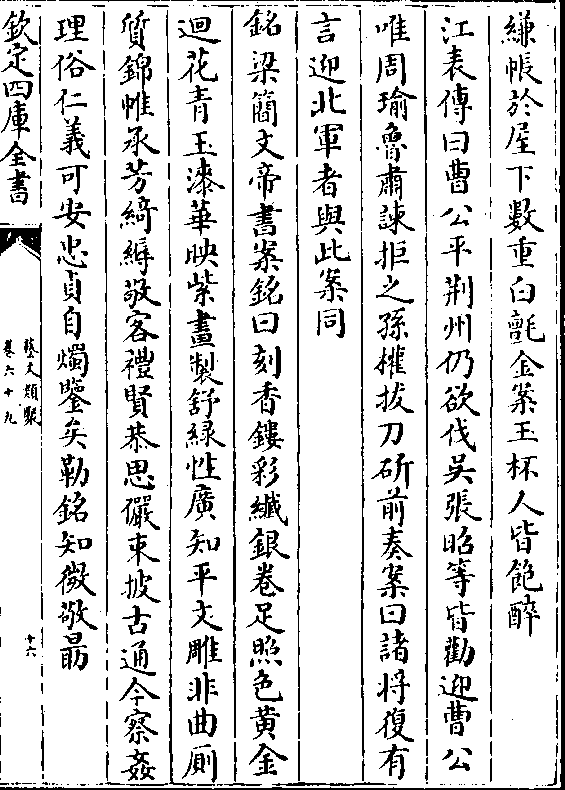 縑帳於屋下數重白氈金案玉杯人皆飽醉
江表傳曰曹公平荆州仍欲伐吳張昭等皆勸迎曹公
唯周瑜魯肅諫拒之孫權拔刀斫前奏案曰諸將復有
言迎北軍者與此案同
銘梁簡文帝書案銘曰刻香鏤彩纎銀卷足照色黄金
迴花青玉漆華映紫畫製舒緑性廣知平文雕非曲厠
質錦帷承芳綺縟敬客禮賢恭思儼束披古通今察姦
理俗仁義可安忠貞自燭鑒矣勒銘知微敬勗
欽定四庫全書
藝文類聚
卷六十九
十六